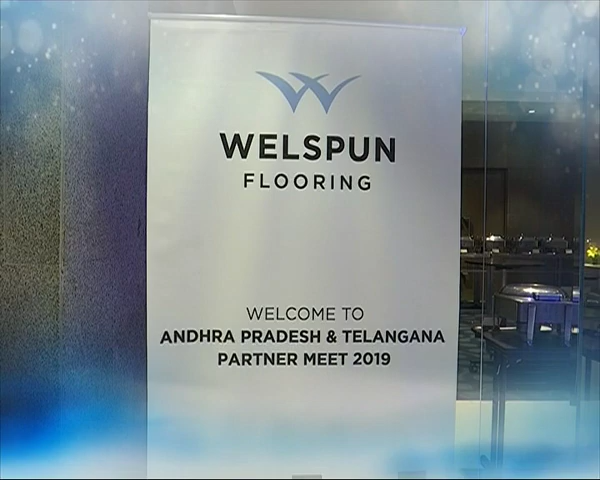 WELSPUN
FLOORING
WELCOME TO
ANDHRA PRADESH & TELANGANA
PARTNER MEET 2019